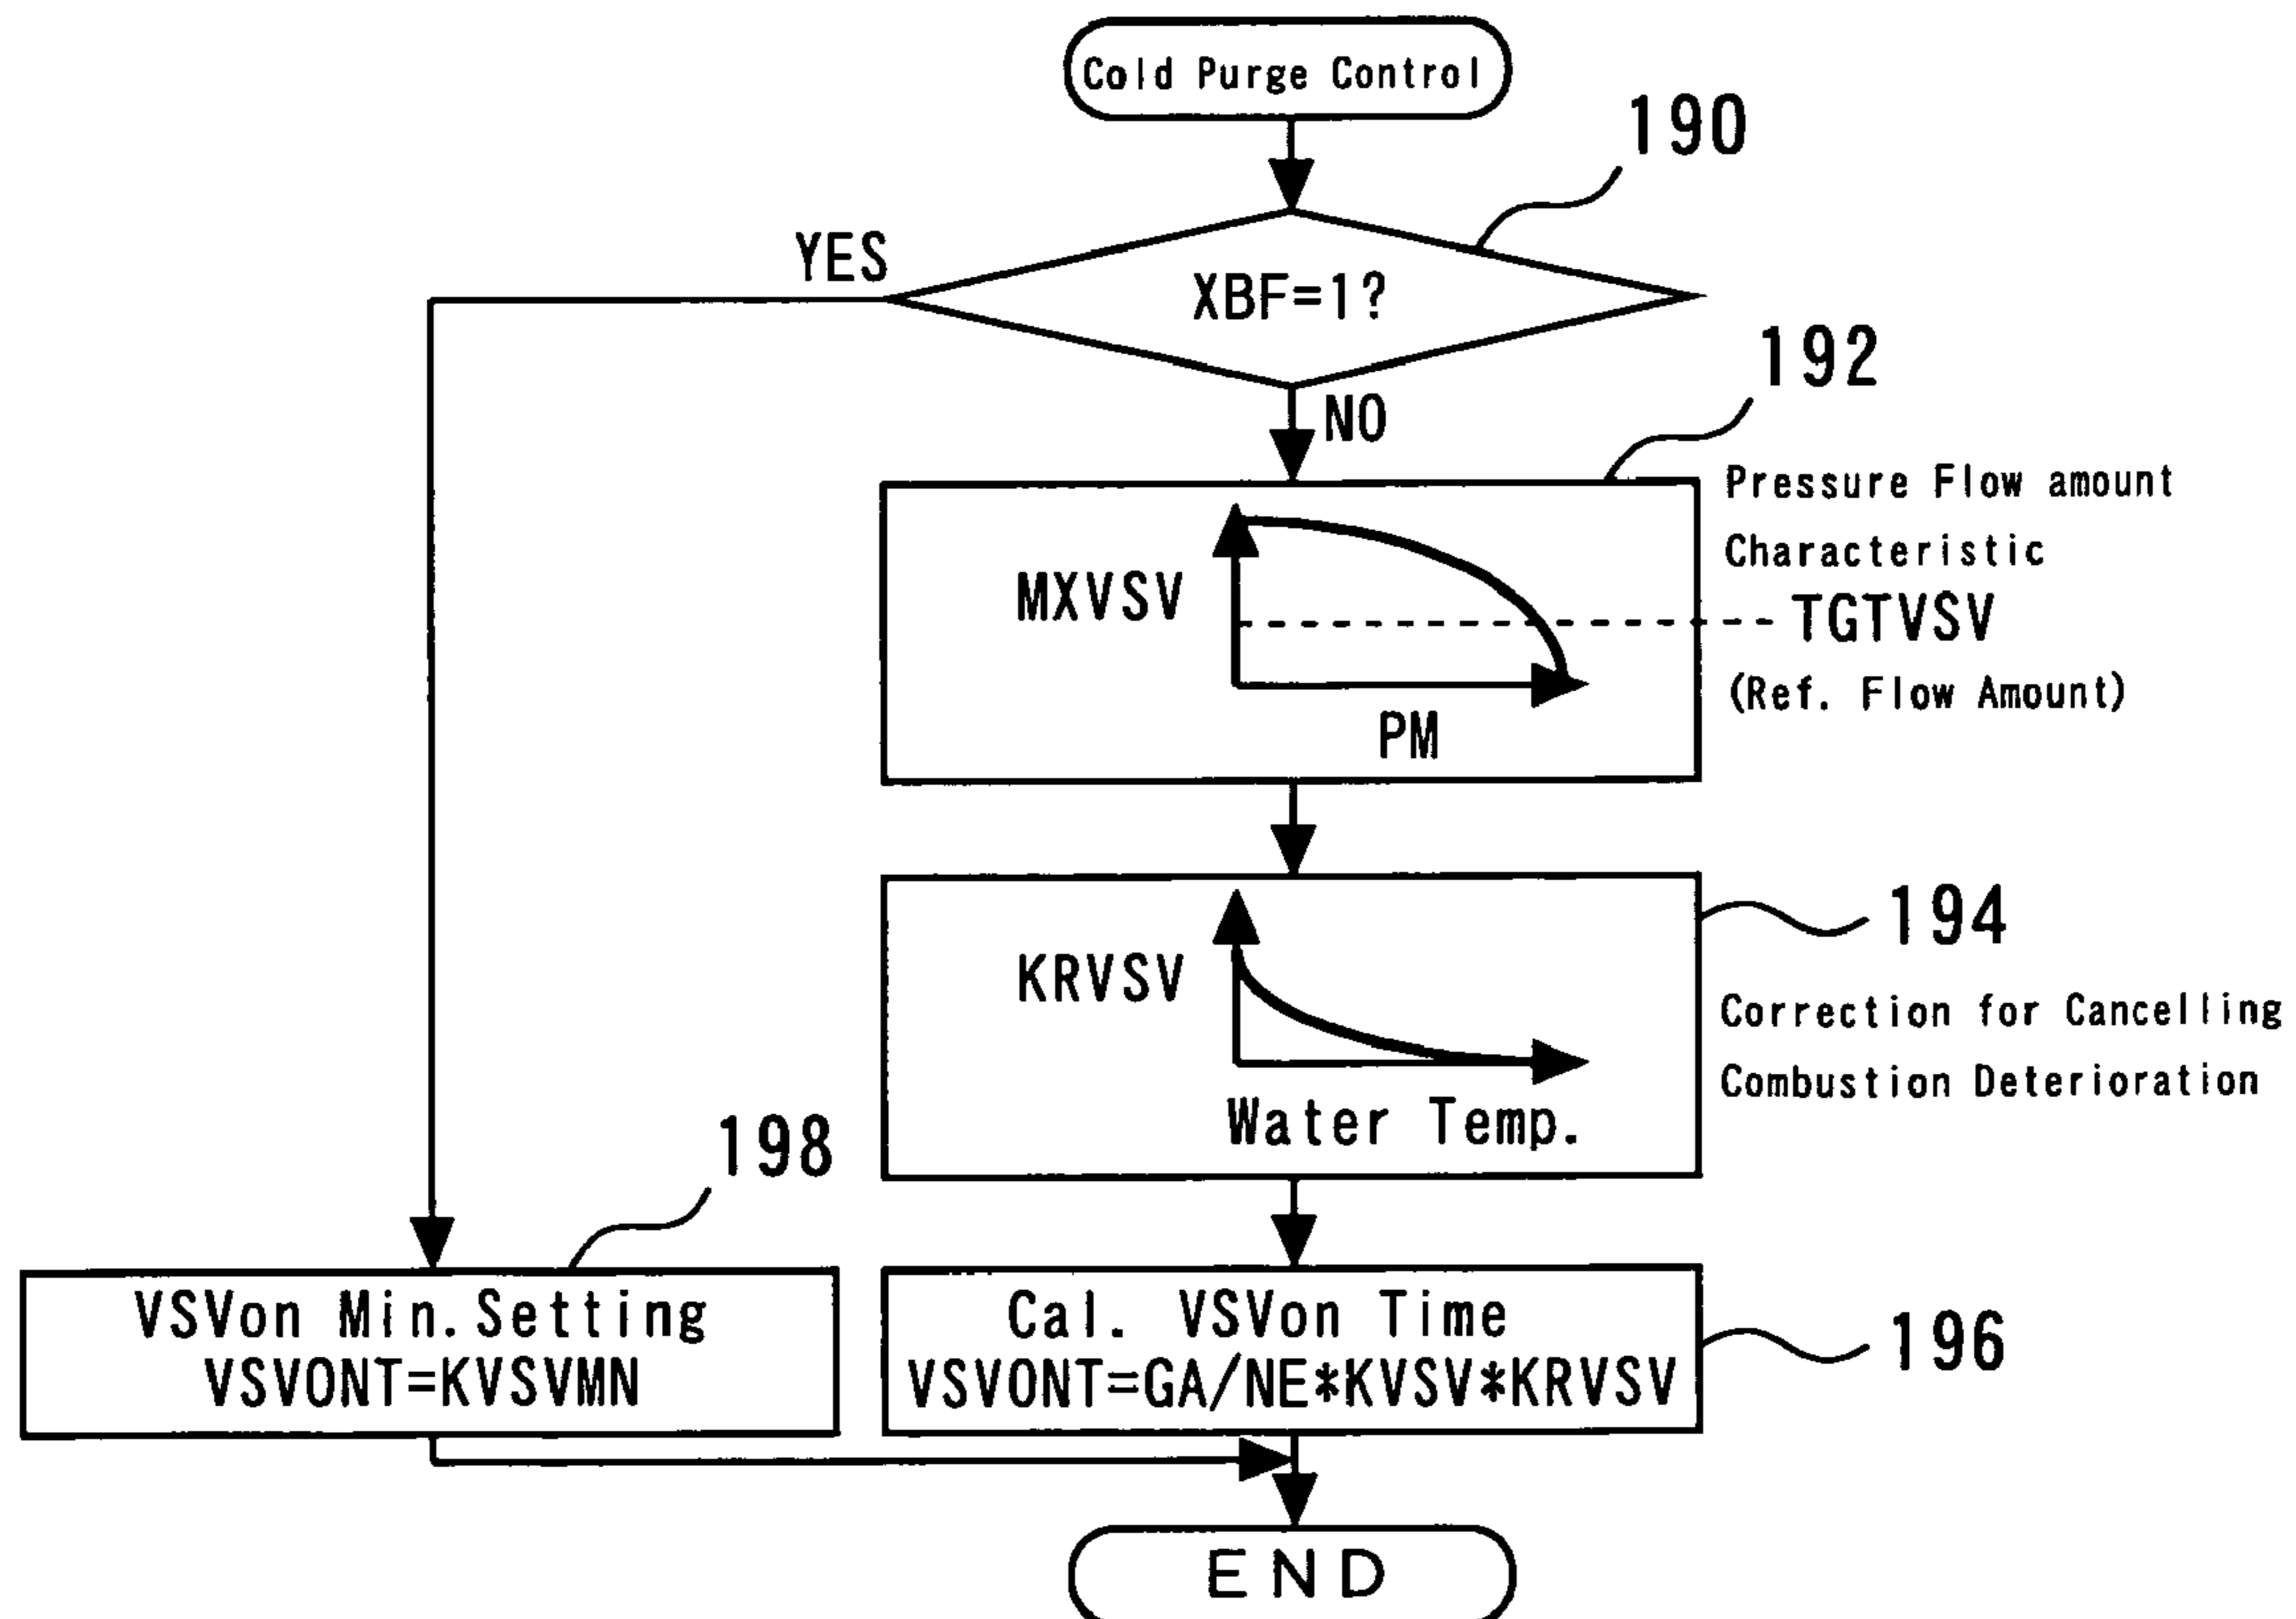 Cold Purge Control
190
YES
XBF=1?
NO
192
Pressure Flow amount
Characteristic
MXVSV
TGTVSV
(Ref. Flow Amount)
PM
194
KRVSV
Correction for Cancelling
Combustion Deterioration
Water Temp.
198
VSVon Min.Setting
VSVONT=KVSVMN
Cal. VSVon Time
VSVONT=GA/NE*KVSV*KRVSV
196
END